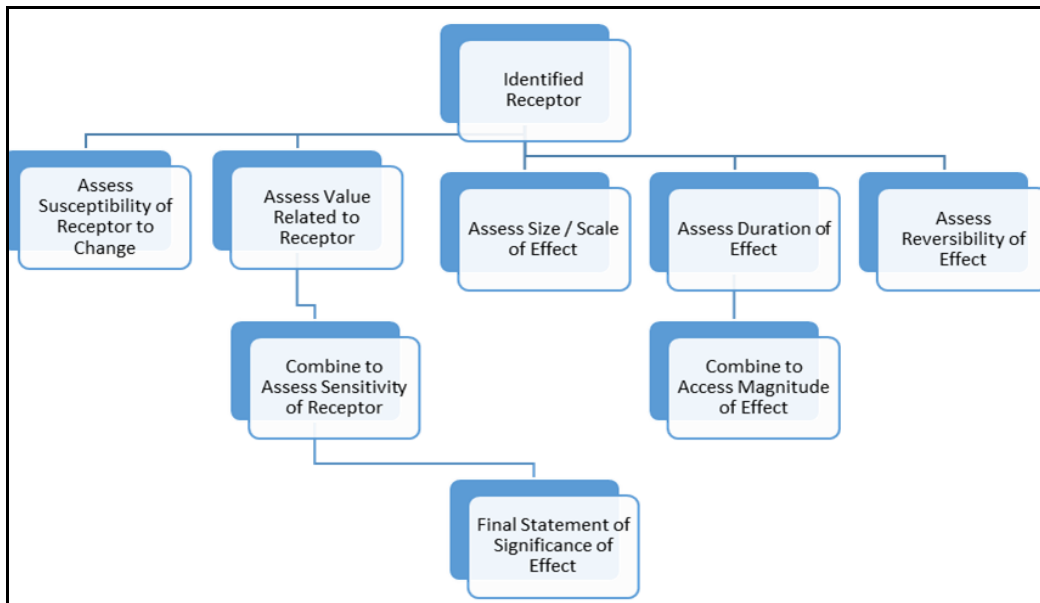 Identified
Receptor
Assess
Susceptibility of
Receptor to
Change
Assess Value
Related to
Receptor
Assess Size / Scale
of Effect
Assess Duration of
Effect
Assess
Reversibility of
Effect
Combine to
Assess Sensitivity
of Receptor
Combine to
Access Magnitude
of Effect
Final Statement of
Significance of
Effect